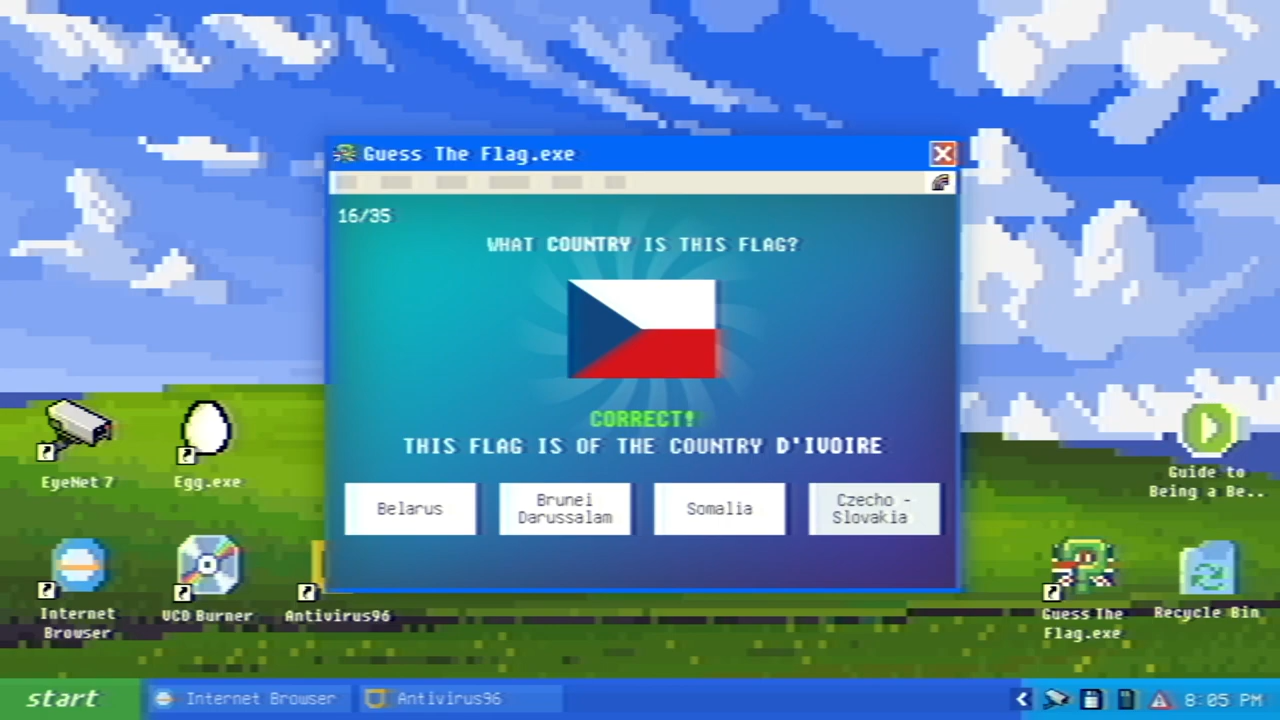 Guess The Flag.exe
16/35
WHAT COUNTRY IS THIS FLAG?
CORRECT!
THIS FLAG IS OF THE COUNTRY D'IVOIRE
Belarus
Brunei
Darussalam
Somalia
Czecho -
Slovakia
EyeNet 7
Egg.exe
Guide to
Being a Be..
Internet
Browser
VCD Burner
Antivirus96
Guess The
Flag.exe
Recycle Bin
start
Internet Browser
Antivirus96
8:05 PM